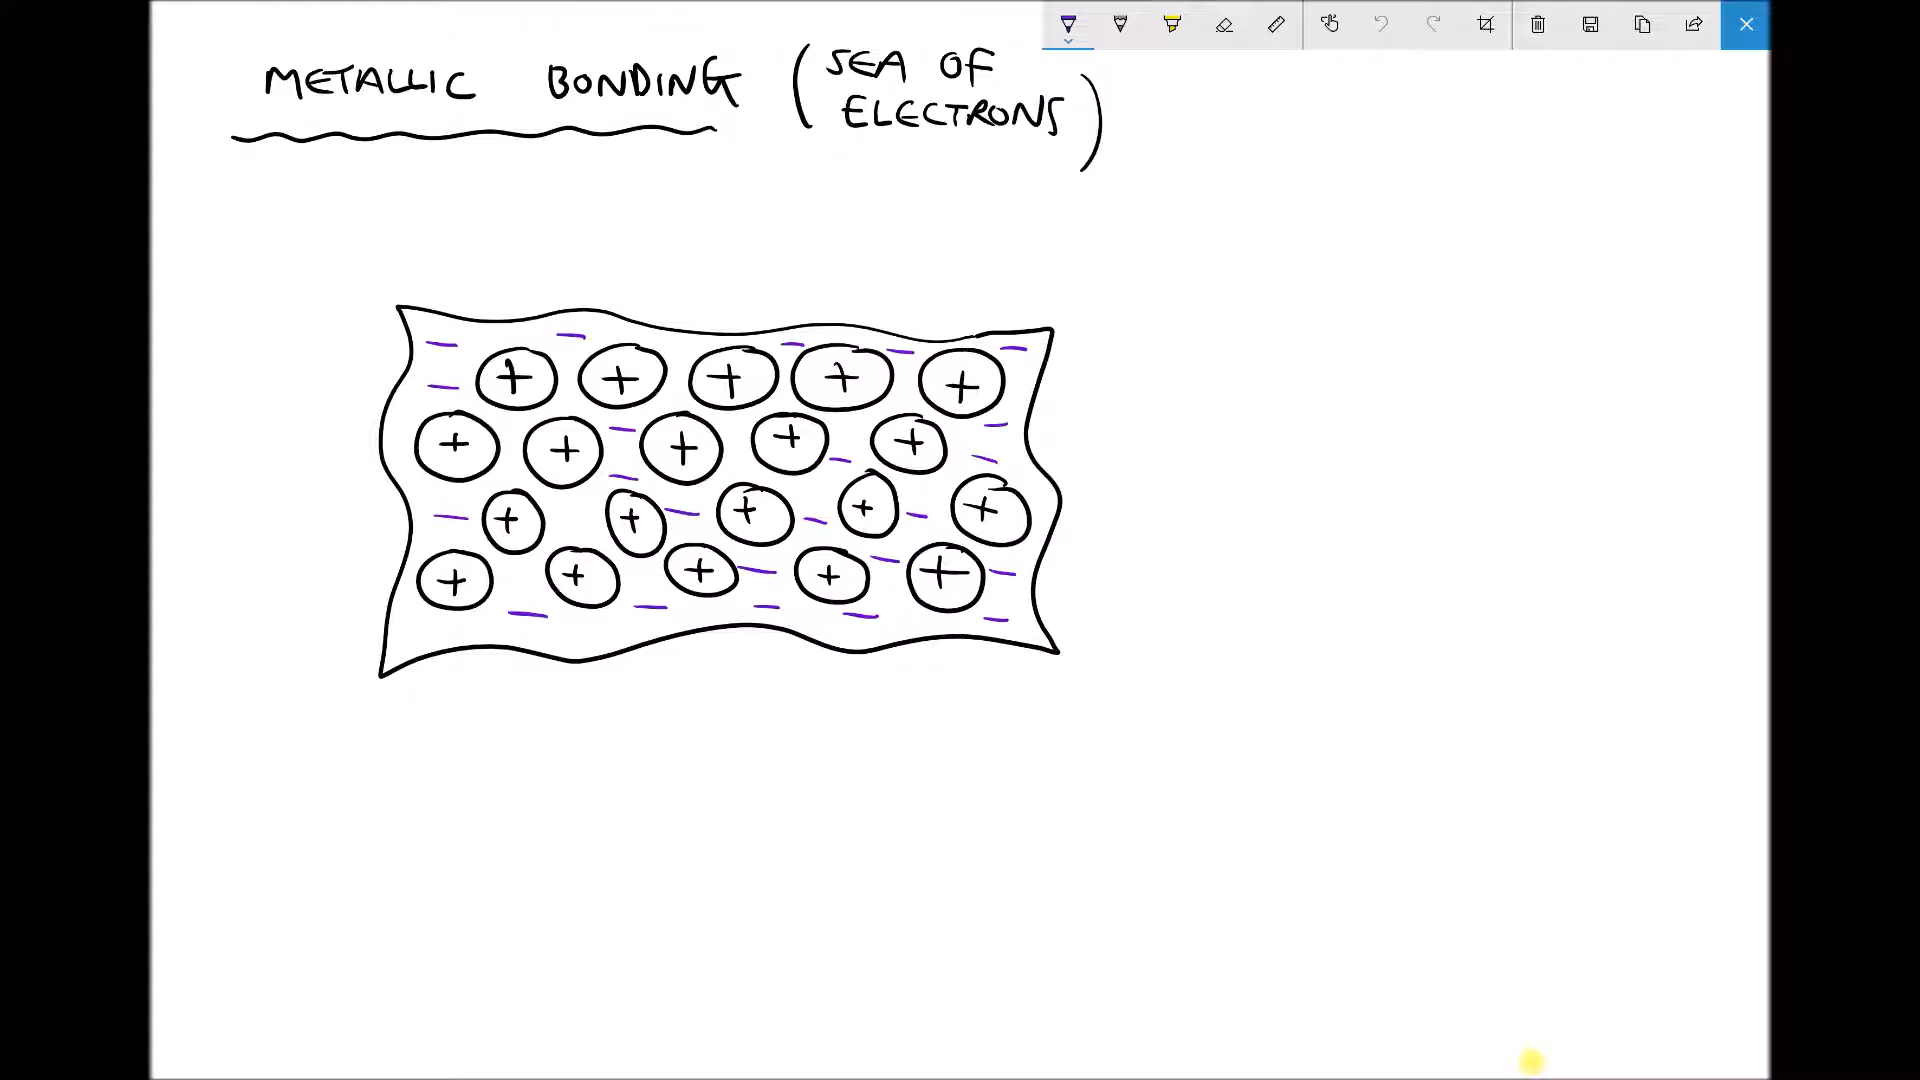 METALLIC BONDING (SEA OF
ELECTRONS)
+ + + + +
+ + + + +
+ + + + +
+ + + + +